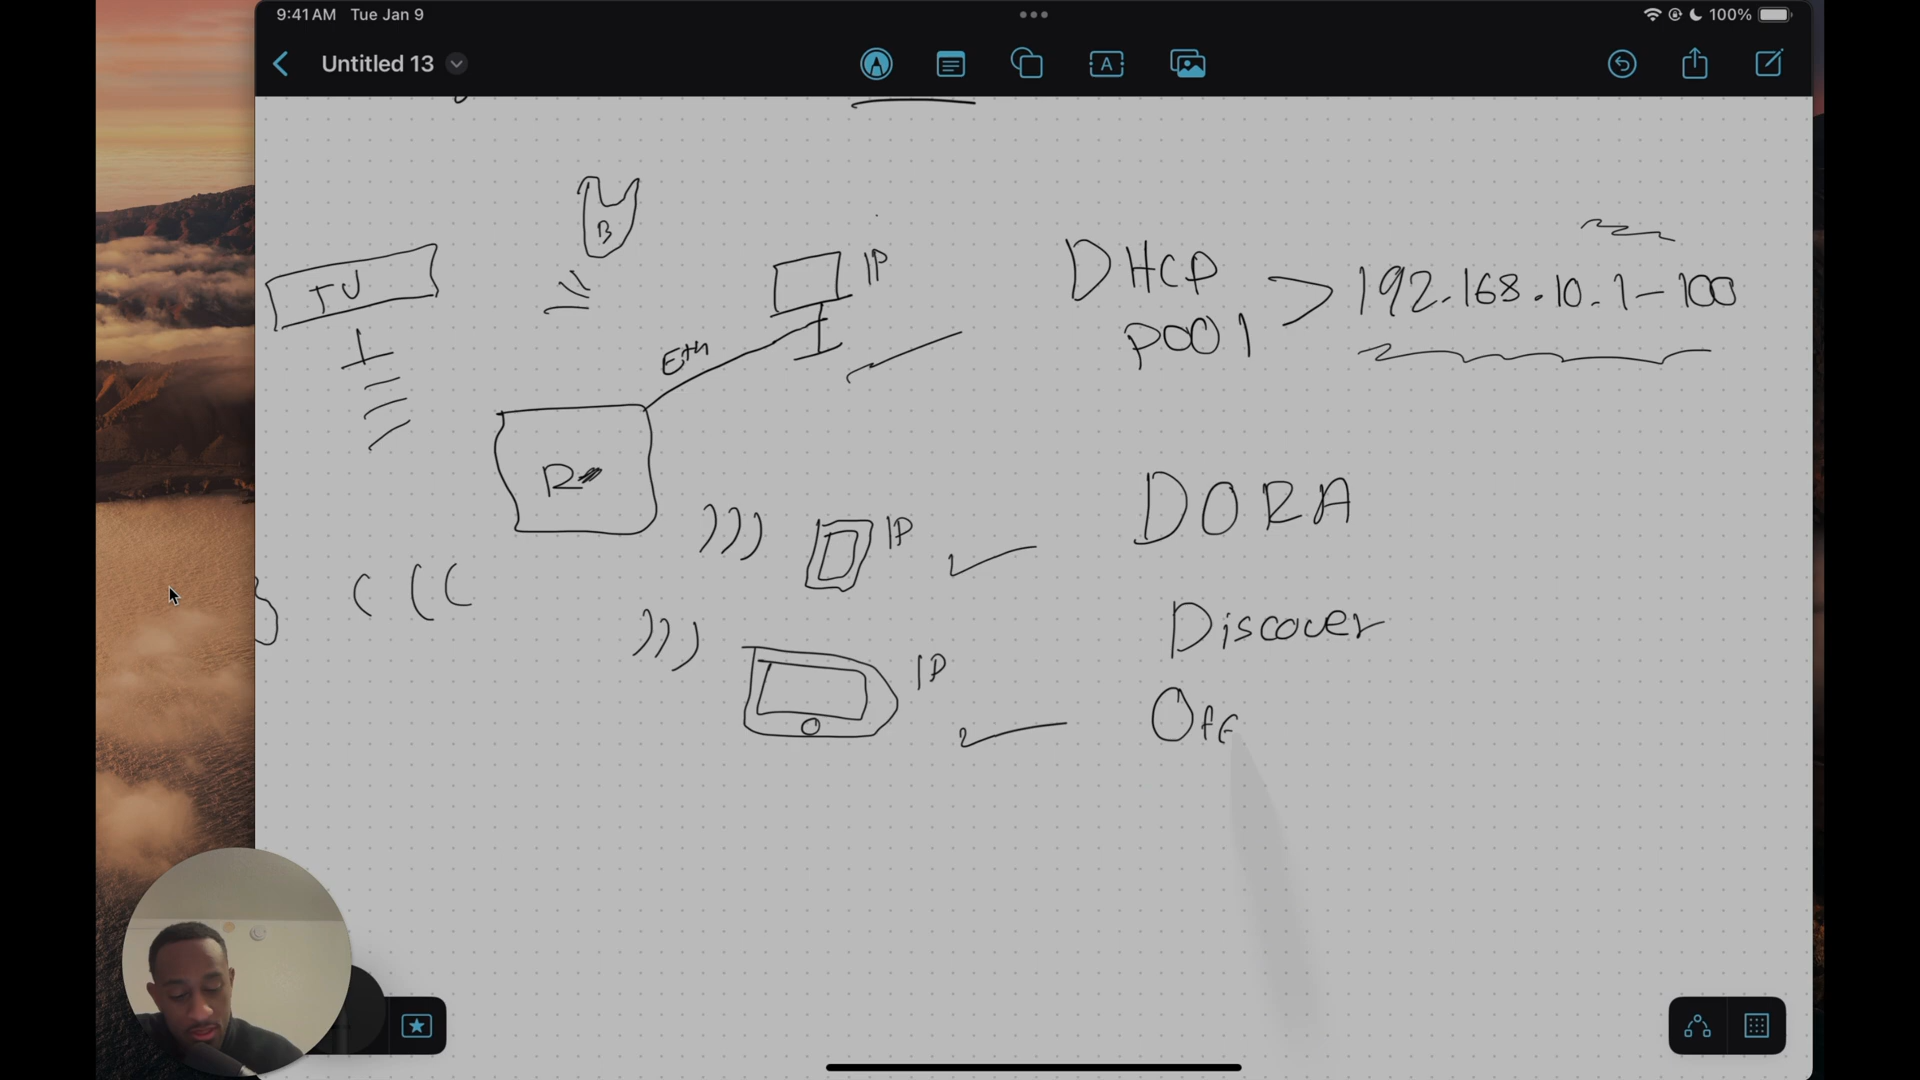 9:41 AM Tue Jan 9
100%
Untitled 13
A
B
TV
IP
Eth
R
IP
IP
DHCP
pool
192.168.10.1-100
DORA
Discover
Off